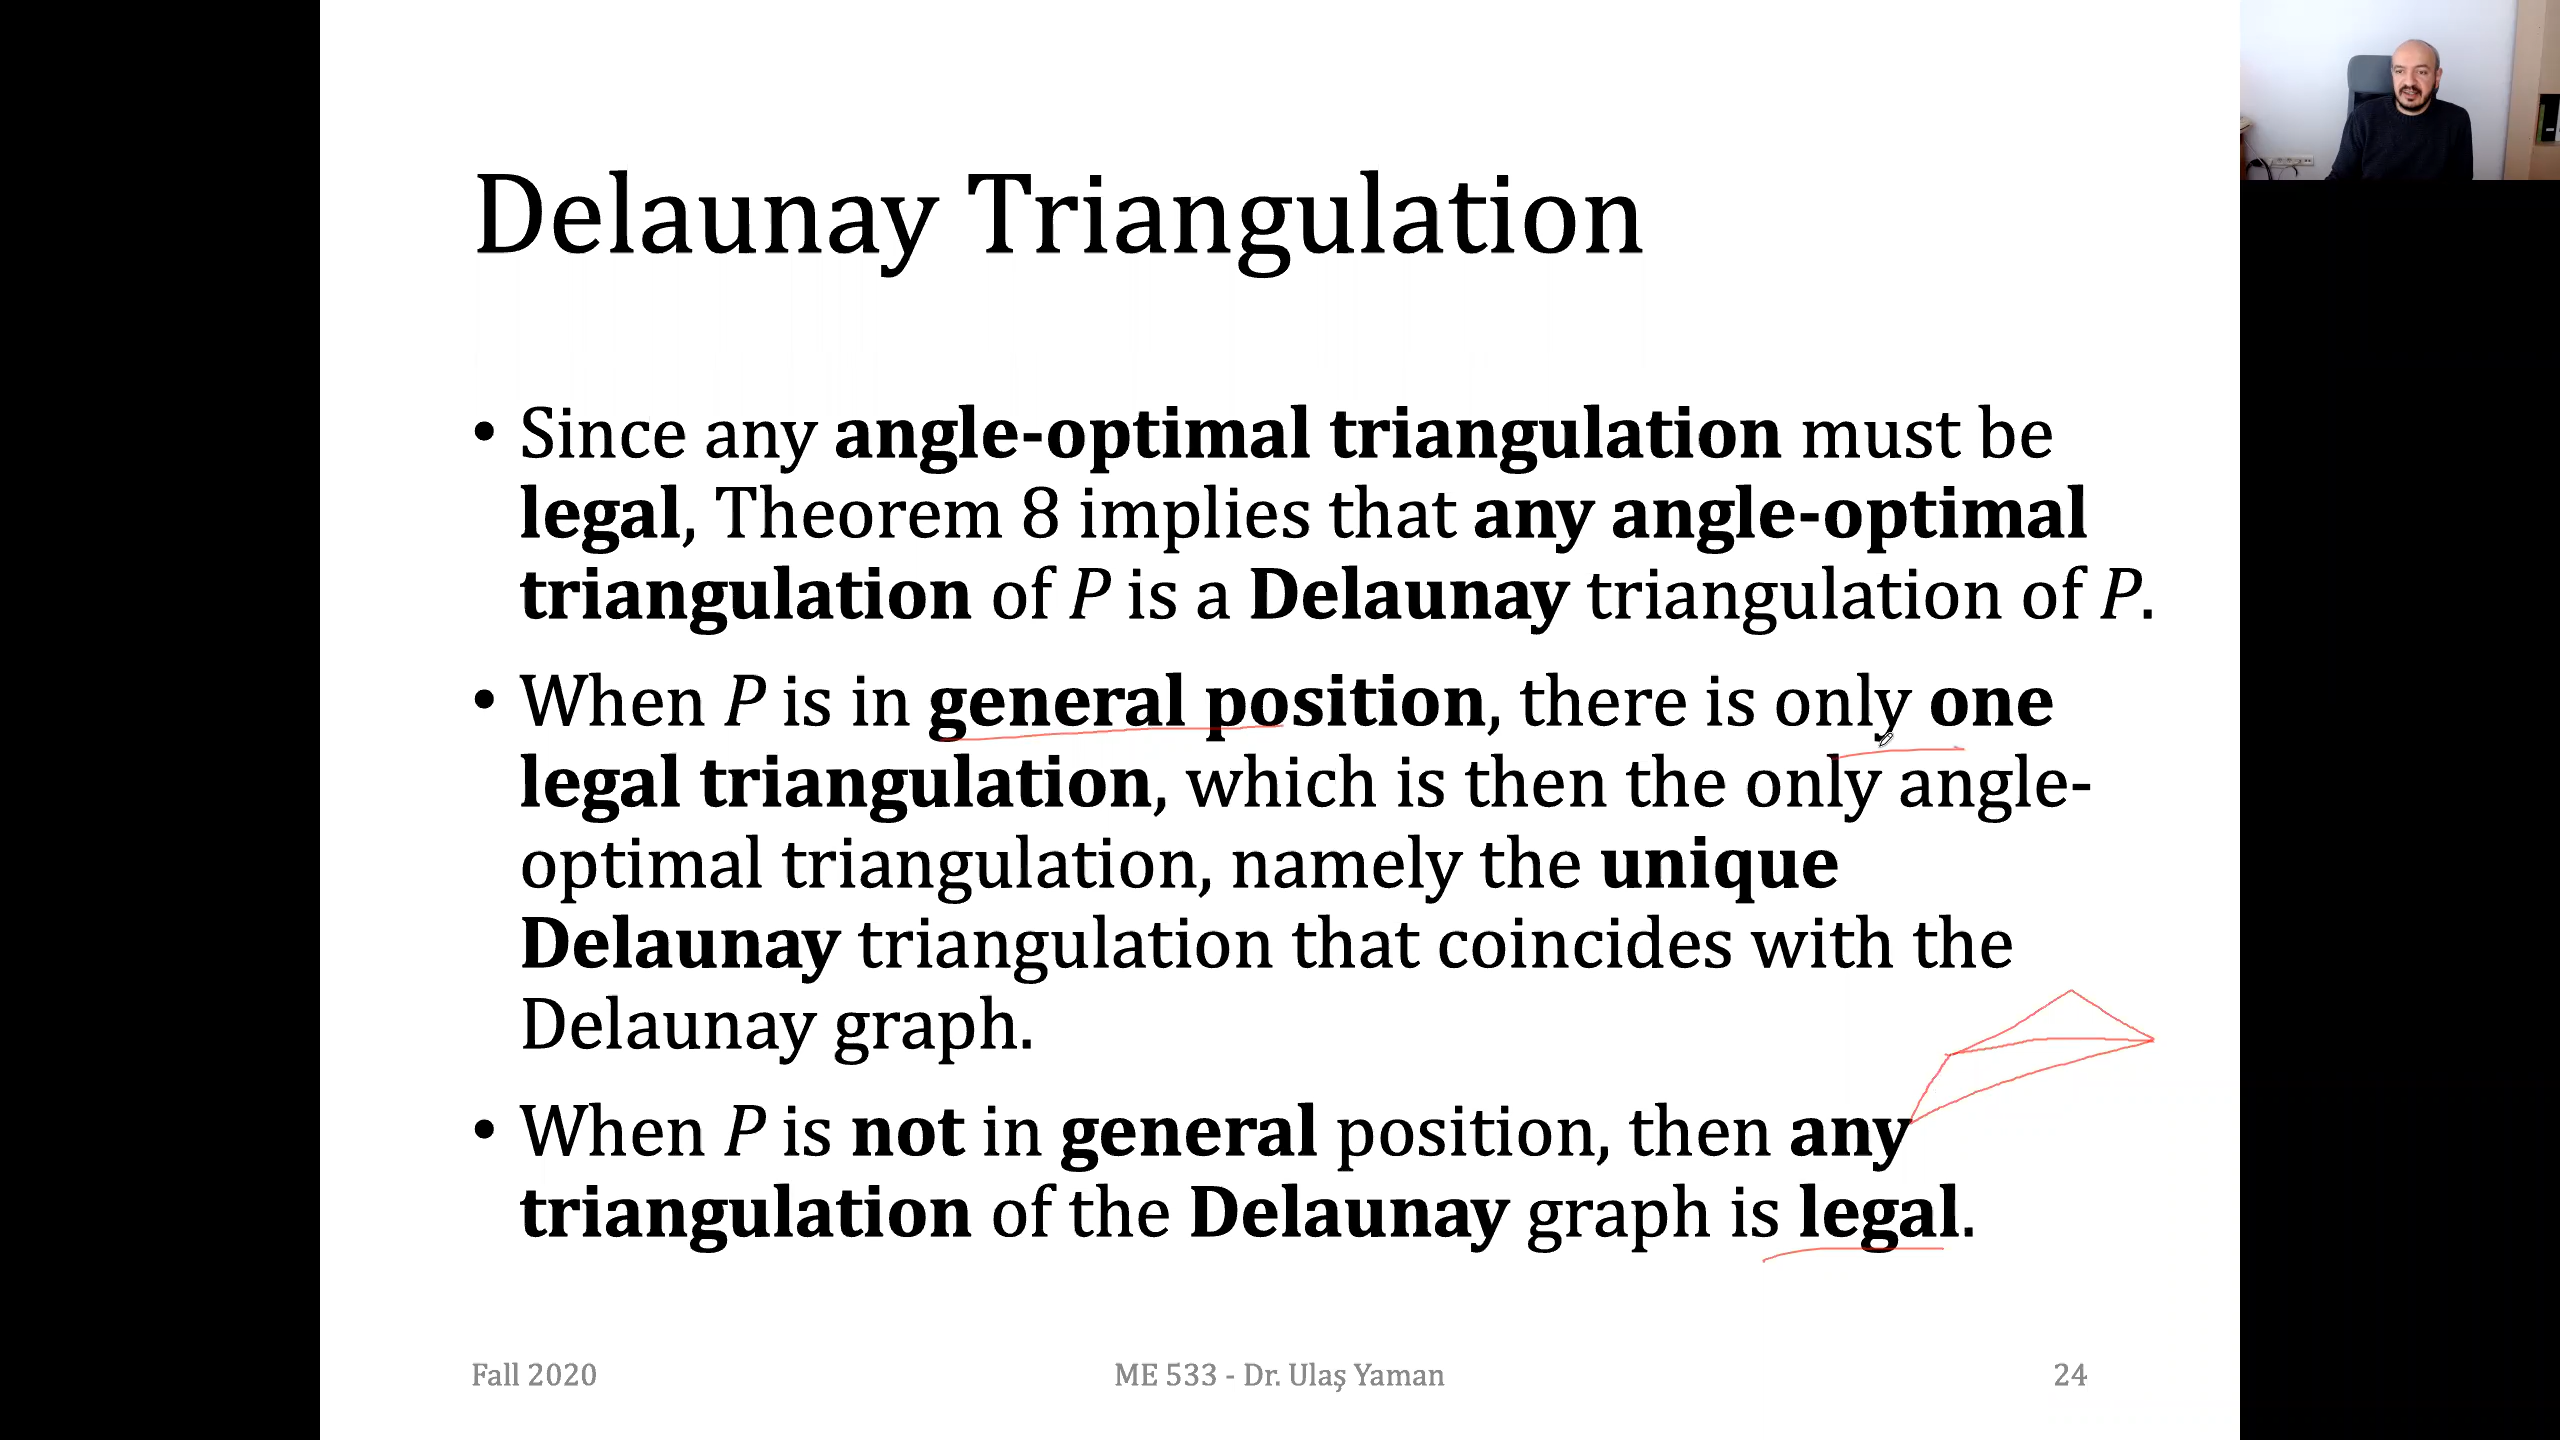 Delaunay Triangulation
• Since any angle-optimal triangulation must be
legal, Theorem 8 implies that any angle-optimal
triangulation of P is a Delaunay triangulation of P.
• When P is in general position, there is only one
legal triangulation, which is then the only angle-
optimal triangulation, namely the unique
Delaunay triangulation that coincides with the
Delaunay graph.
• When P is not in general position, then any
triangulation of the Delaunay graph is legal.
Fall 2020
ME 533 - Dr. Ulaş Yaman
24